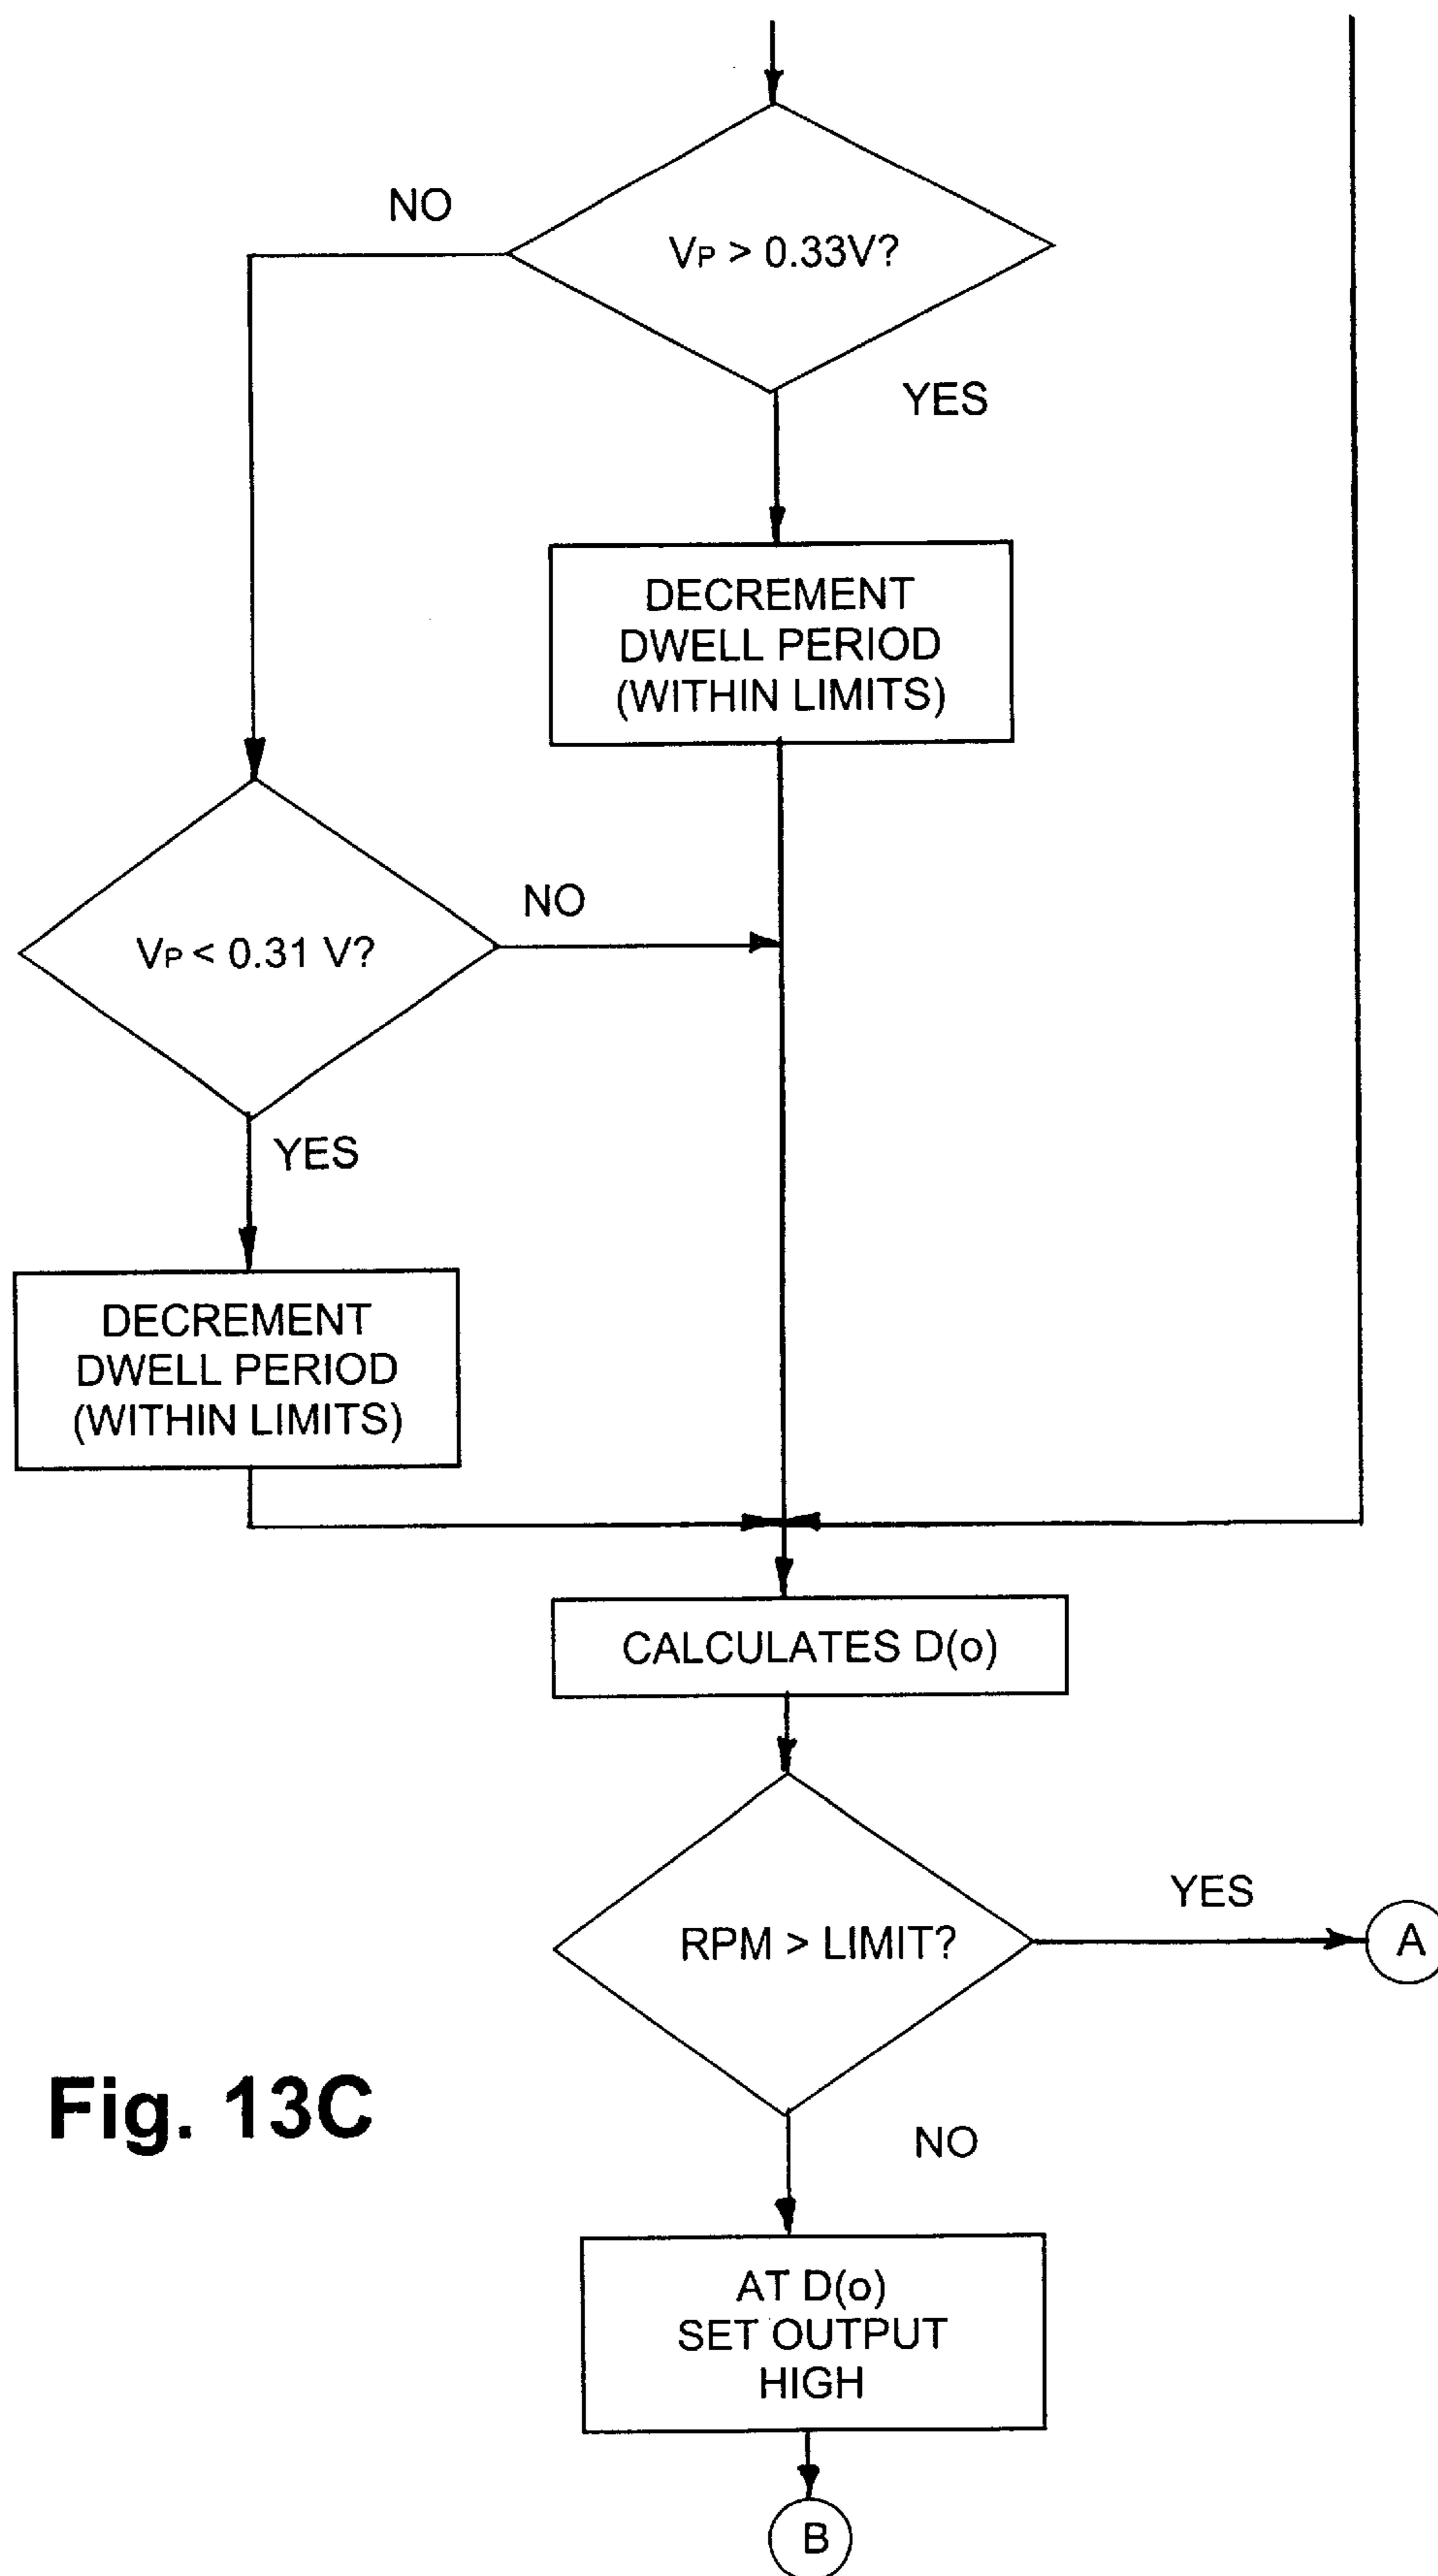 NO
VP > 0.33V?
YES
DECREMENT
DWELL PERIOD
(WITHIN LIMITS)
NO
VP < 0.31 V?
YES
DECREMENT
DWELL PERIOD
(WITHIN LIMITS)
CALCULATES D(o)
YES
RPM > LIMIT?
A
Fig. 13C
NO
AT D(o)
SET OUTPUT
HIGH
B